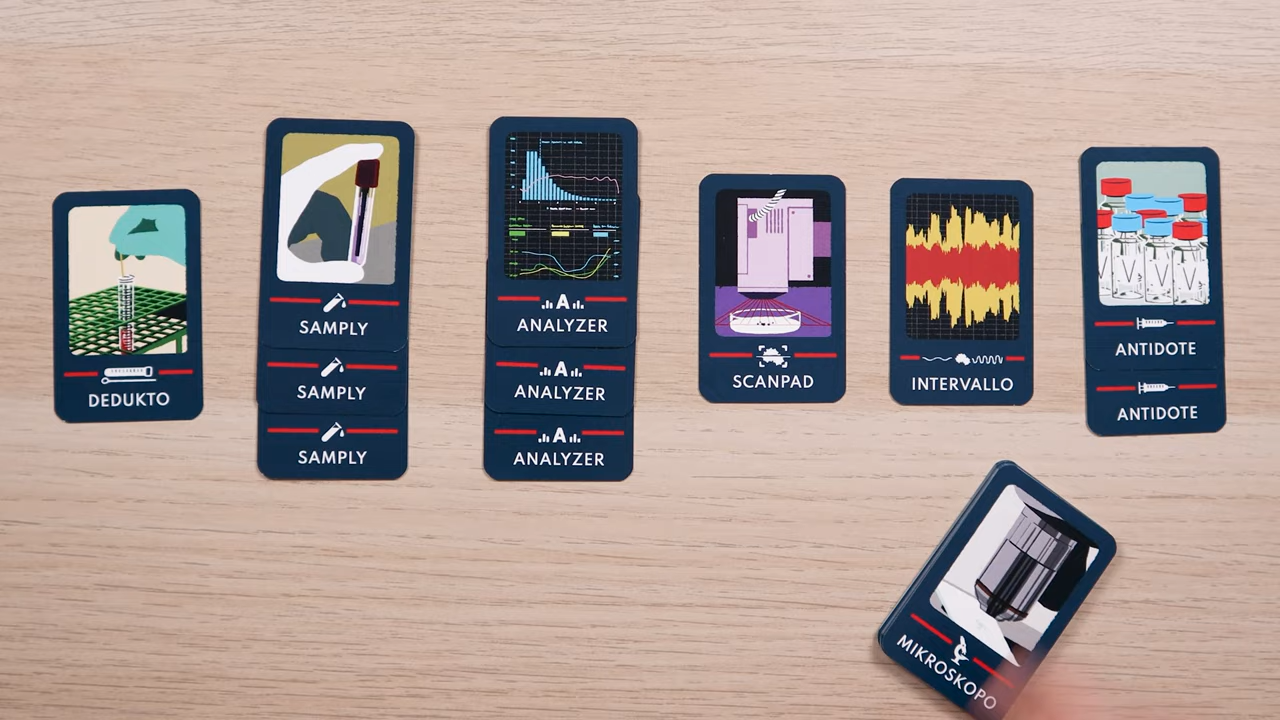 DEDUKTO
SAMPLY
SAMPLY
SAMPLY
A
ANALYZER
A
ANALYZER
A
ANALYZER
SCANPAD
INTERVALLO
V
V
V
V
ANTIDOTE
ANTIDOTE
MIKROSKOPO